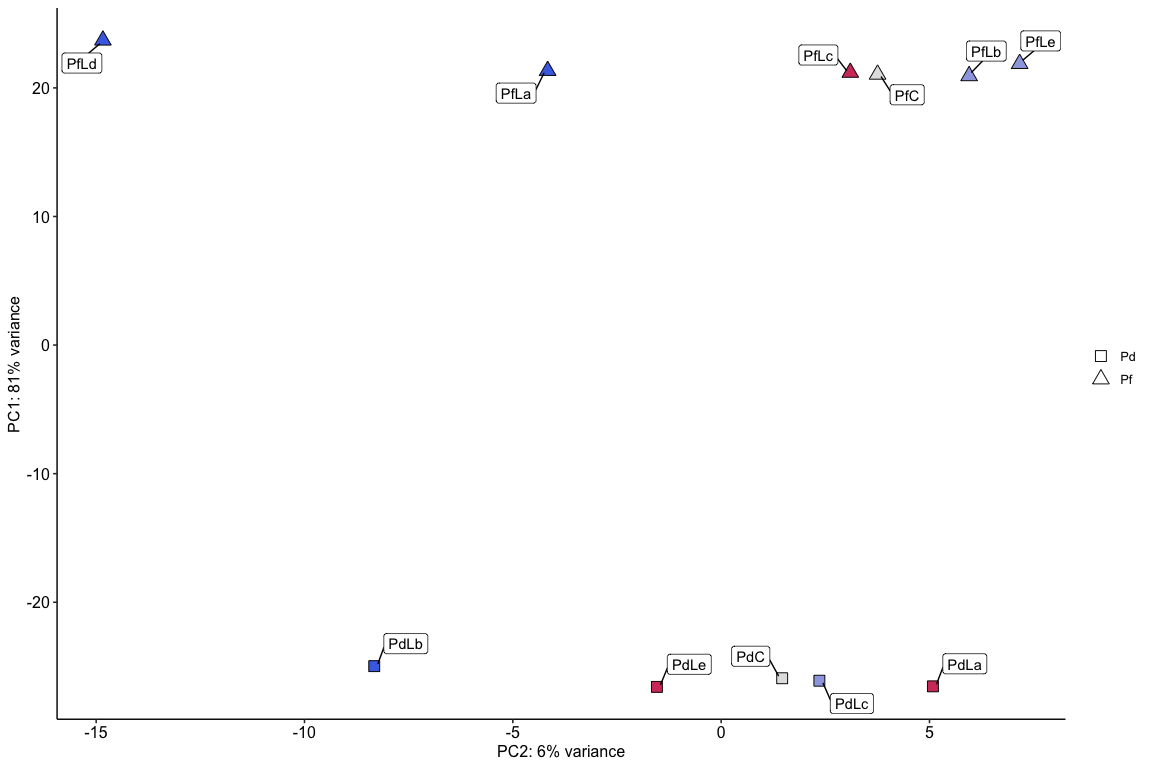 PfLd
PfLa
PfLc
PfC
PfLb
PfLe
20
10
0
-10
-20
PC1: 81% variance
Pd
Pf
PdLb
PdLe
PdC
PdLc
PdLa
-15
-10
-5
0
5
PC2: 6% variance